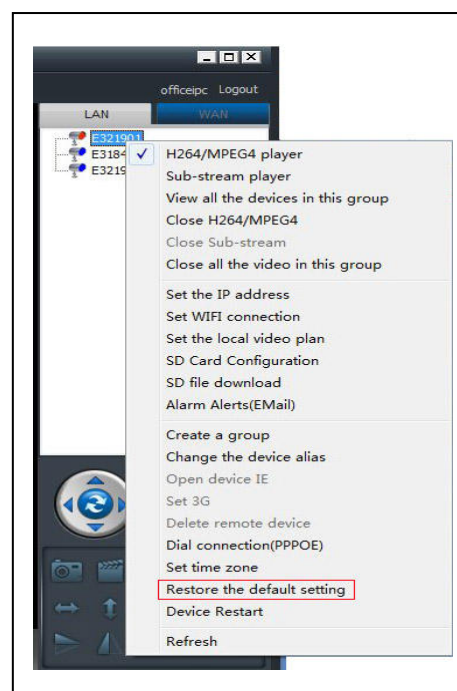 officeipc Logout
LAN WAN
E321901
E3184
E3219
H264/MPEG4 player
Sub-stream player
View all the devices in this group
Close H264/MPEG4
Close Sub-stream
Close all the video in this group
Set the IP address
Set WIFI connection
Set the local video plan
SD Card Configuration
SD file download
Alarm Alerts(EMail)
Create a group
Change the device alias
Open device IE
Set 3G
Delete remote device
Dial connection(PPPOE)
Set time zone
Restore the default setting
Device Restart
Refresh